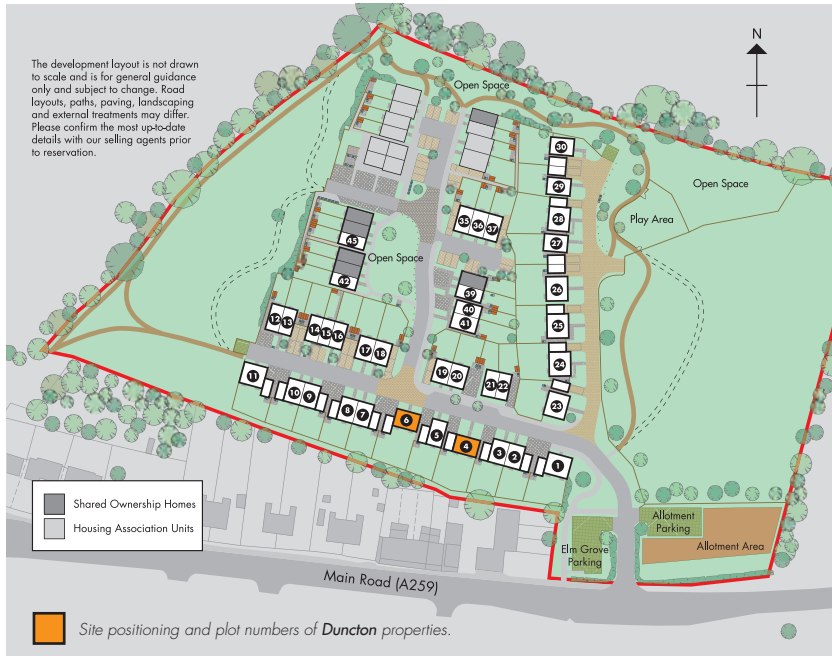 The development layout is not drawn
to scale and is for general guidance
only and subject to change. Road
layouts, paths, paving, landscaping
and external treatments may differ.
Please confirm the most up-to-date
details with our selling agents prior
to reservation.
N
Open Space
Open Space
Play Area
Open Space
30
29
28
27
26
25
24
23
35 36 37
45
42
39
40
41
12 13
14 15 16
17 18
19 20
21 22
11
10 9
8 7
6
5
4
3 2
1
Shared Ownership Homes
Housing Association Units
Allotment
Parking
Allotment Area
Elm Grove
Parking
Main Road (A259)
Site positioning and plot numbers of Duncton properties.